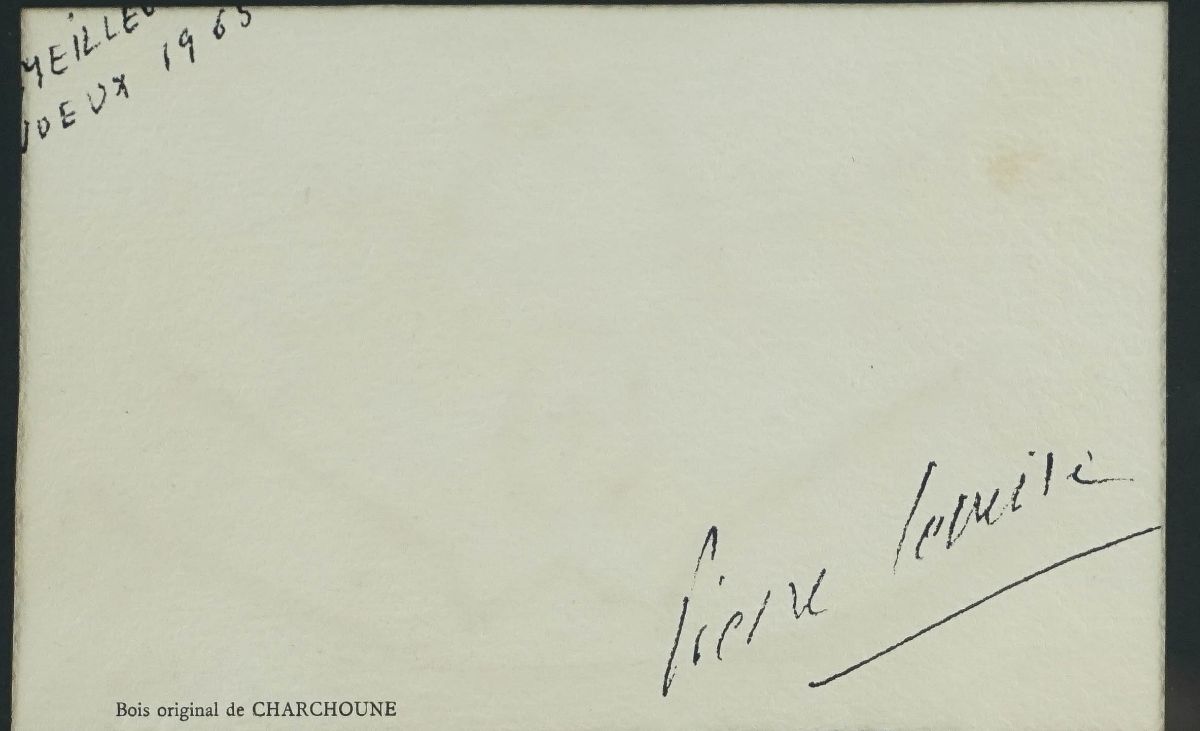 MEILLEU
VOEUX 1965
Pierre Lecuire
Bois original de CHARCHOUNE